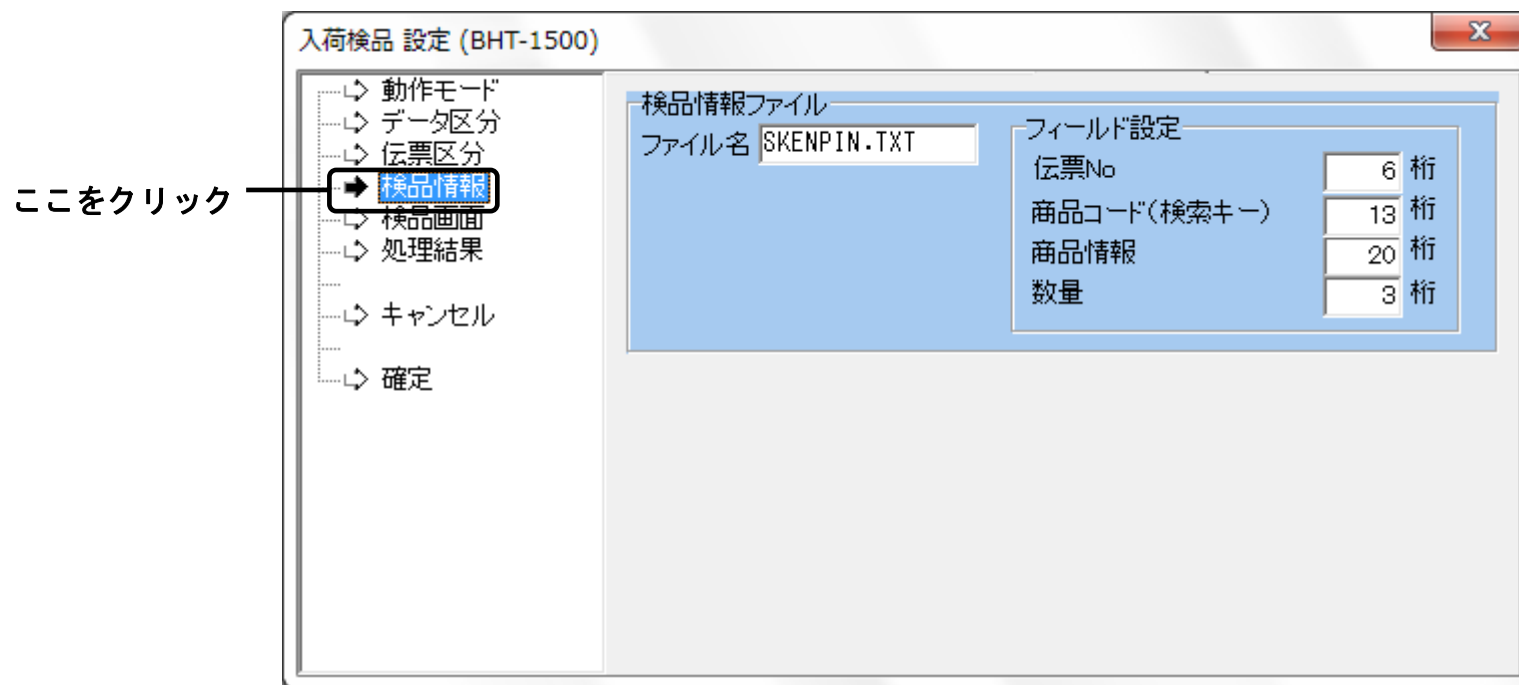 入荷検品 設定 (BHT-1500)
動作モード
データ区分
伝票区分
検品情報
検品画面
処理結果
キャンセル
確定
ここをクリック
検品情報ファイル
ファイル名 SKENPIN.TXT
フィールド設定
伝票No 6 桁
商品コード(検索キー) 13 桁
商品情報 20 桁
数量 3 桁